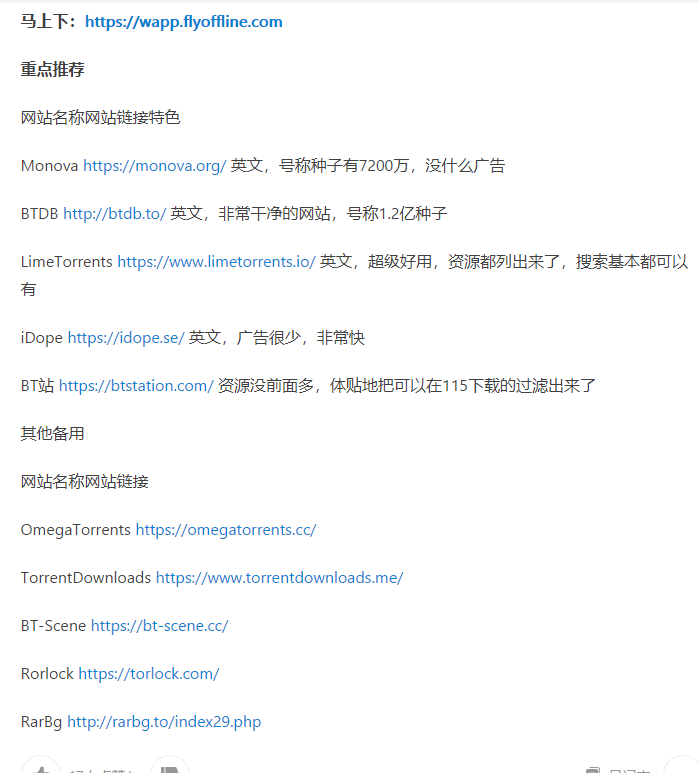 马上下：https://wapp.flyoffline.com
重点推荐
网站名称网站链接特色
Monova https://monova.org/ 英文，号称种子有7200万，没什么广告
BTDB http://btdb.to/ 英文，非常干净的网站，号称1.2亿种子
LimeTorrents https://www.limetorrents.io/ 英文，超级好用，资源都列出来了，搜索基本都可以
有
iDope https://idope.se/ 英文，广告很少，非常快
BT站 https://btstation.com/ 资源没前面多，体贴地把可以在115下载的过滤出来了
其他备用
网站名称网站链接
OmegaTorrents https://omegatorrents.cc/
TorrentDownloads https://www.torrentdownloads.me/
BT-Scene https://bt-scene.cc/
Rorlock https://torlock.com/
RarBg http://rarbg.to/index29.php